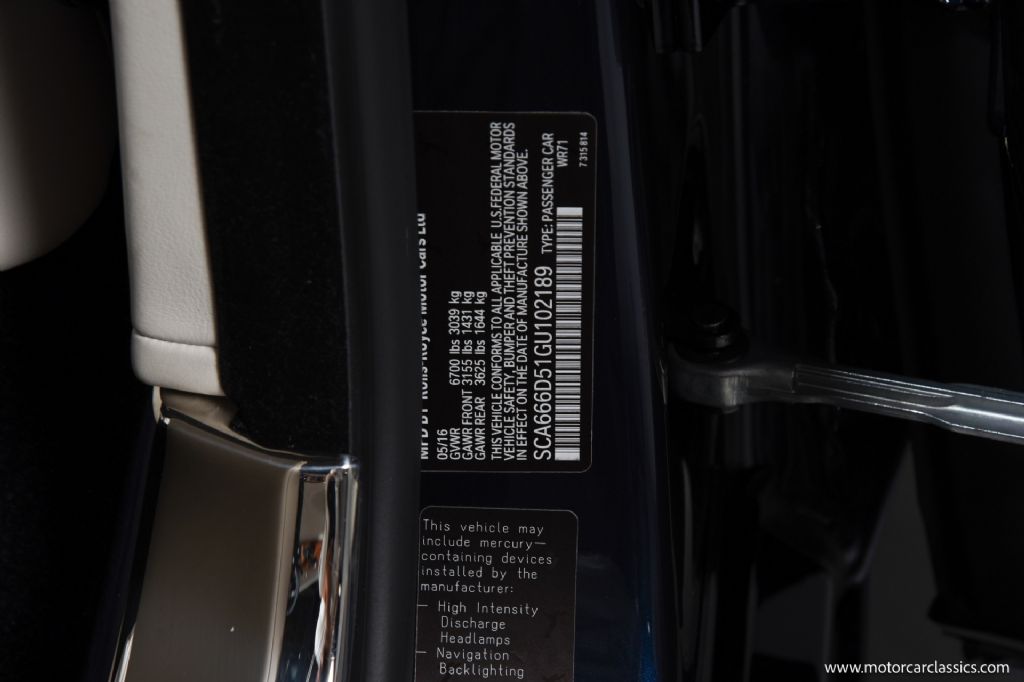 MFD BY Rolls-Royce Motor Cars Ltd
05/16
GVWR 6700 lbs 3039 kg
GAWR FRONT 3155 lbs 1431 kg
GAWR REAR 3625 lbs 1644 kg
THIS VEHICLE CONFORMS TO ALL APPLICABLE U.S.FEDERAL MOTOR
VEHICLE SAFETY, BUMPER AND THEFT PREVENTION STANDARDS
IN EFFECT ON THE DATE OF MANUFACTURE SHOWN ABOVE.
SCA666D51GU102189 TYPE: PASSENGER CAR
WR71
7 315 814
This vehicle may
include mercury—
containing devices
installed by the
manufacturer:
— High Intensity
Discharge
Headlamps
— Navigation
Backlighting
www.motorcarclassics.com